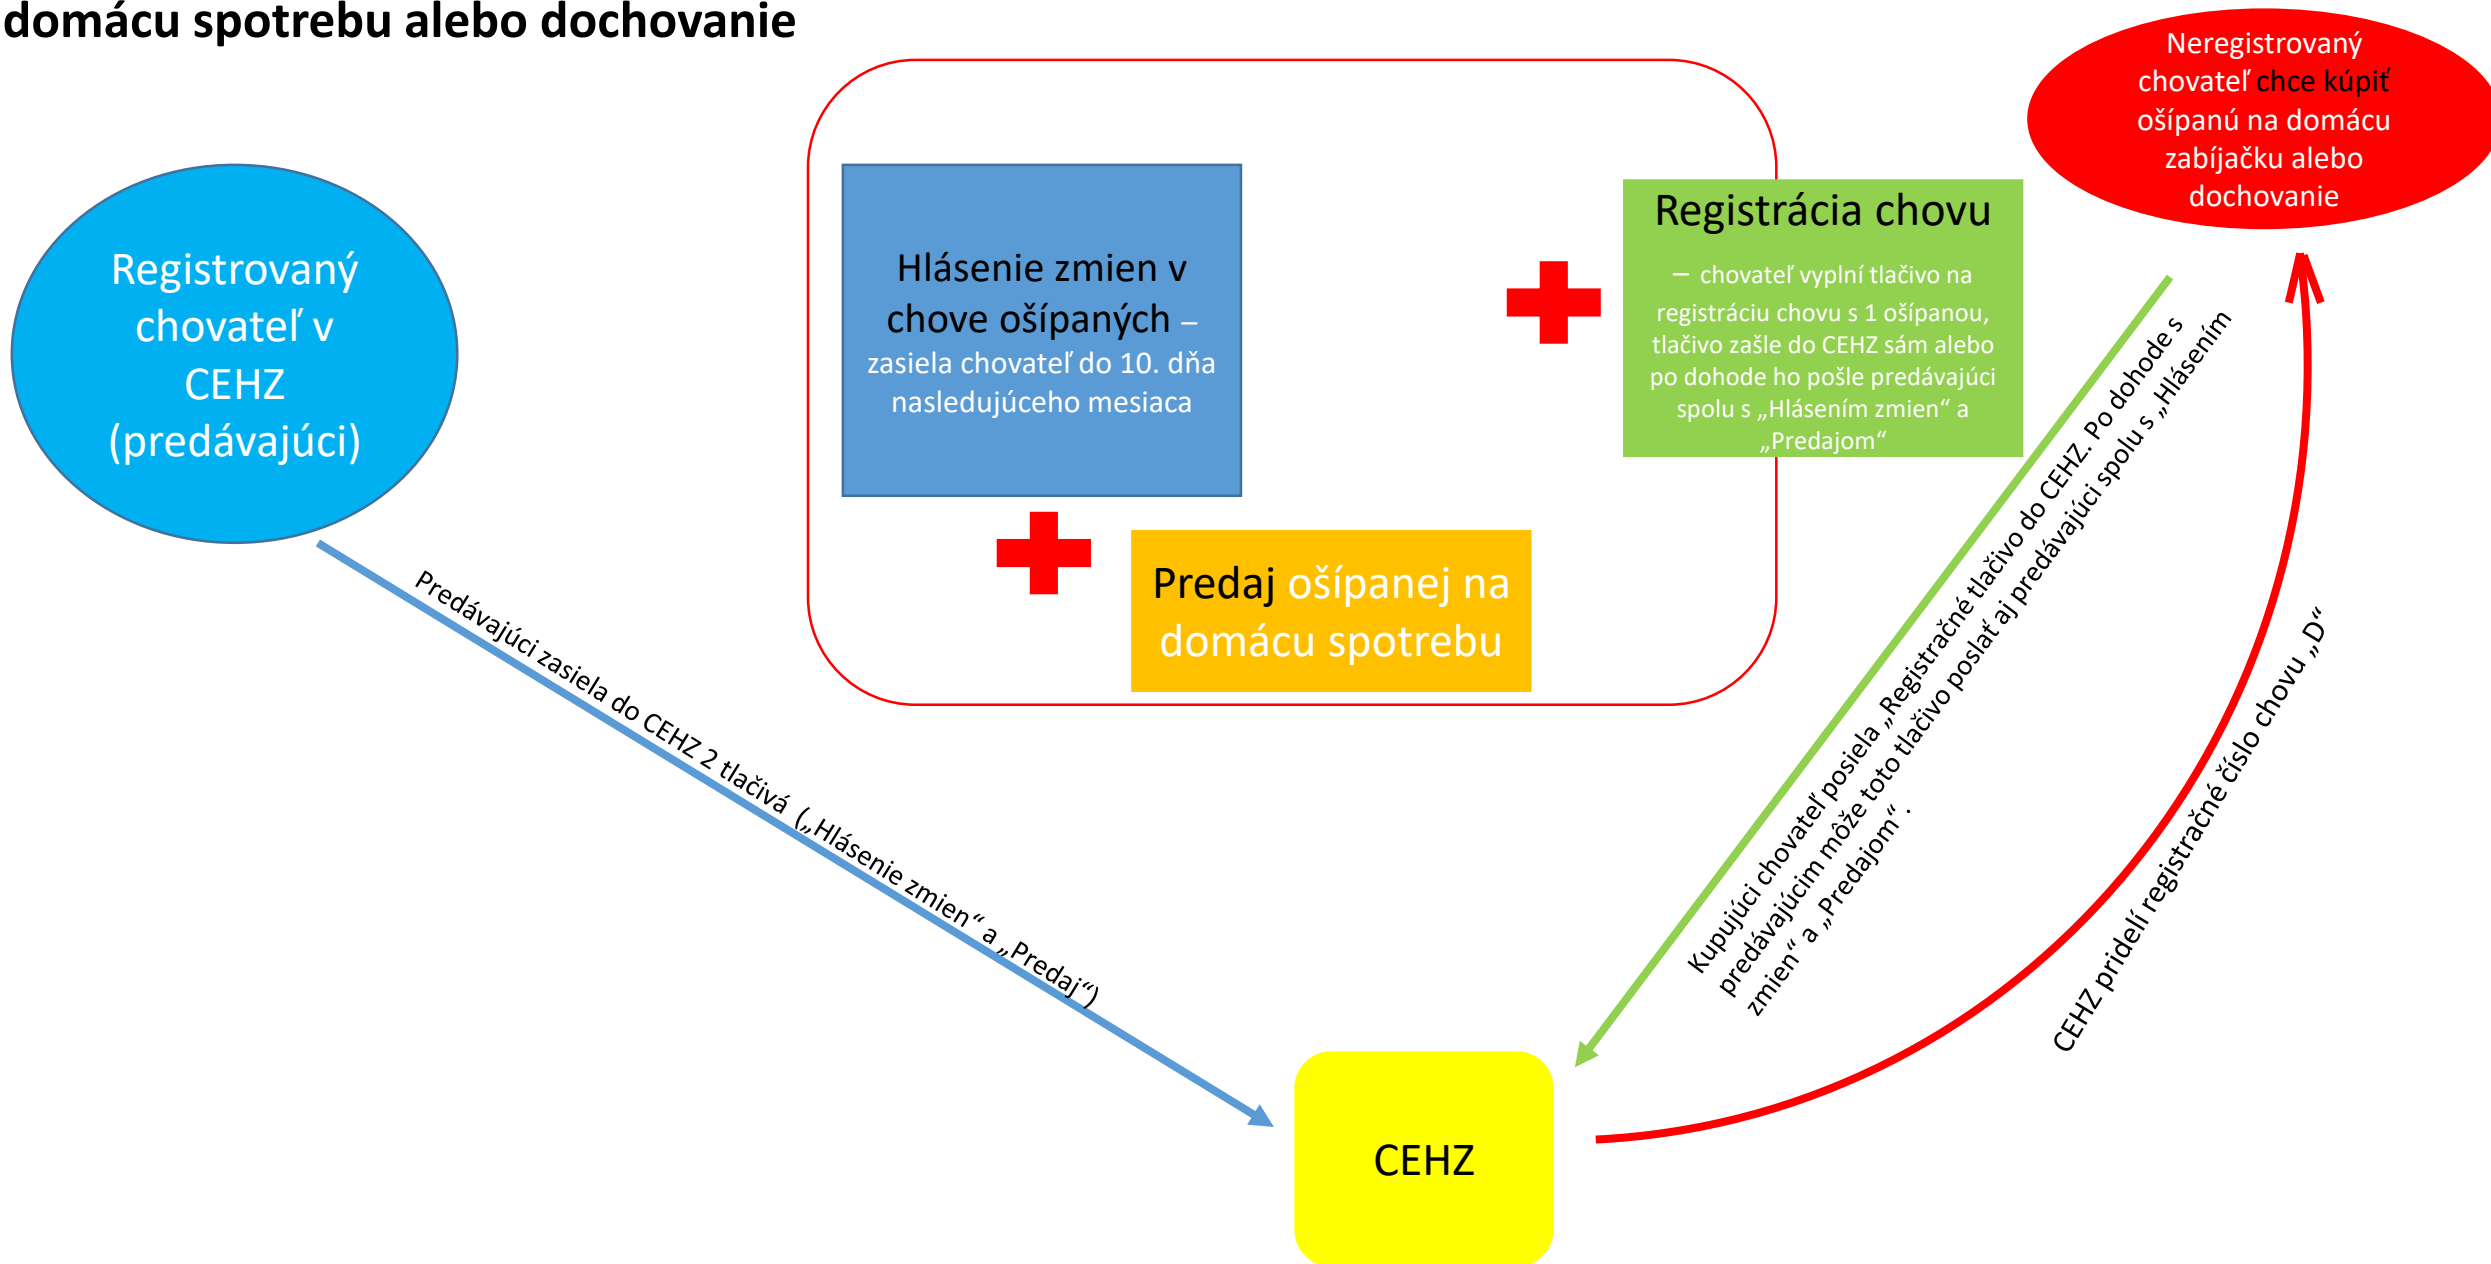 domácu spotrebu alebo dochovanie
Neregistrovaný
chovateľ chce kúpiť
ošípanú na domácu
zabíjačku alebo
dochovanie
Registrovaný
chovateľ v
CEHZ
(predávajúci)
Hlásenie zmien v
chove ošípaných –
zasiela chovateľ do 10. dňa
nasledujúceho mesiaca
Registrácia chovu
– chovateľ vyplní tlačivo na
registráciu chovu s 1 ošípanou,
tlačivo zašle do CEHZ sám alebo
po dohode ho pošle predávajúci
spolu s „Hlásením zmien“ a
„Predajom“
Predaj ošípanej na
domácu spotrebu
Predávajúci zasiela do CEHZ 2 tlačivá („Hlásenie zmien“ a „Predaj“)
Kupujúci chovateľ posiela „Registračné tlačivo do CEHZ. Po dohode s
predávajúcim môže toto tlačivo poslať aj predávajúci spolu s „Hlásením
zmien“ a „Predajom“.
CEHZ pridelí registračné číslo chovu „D“
CEHZ